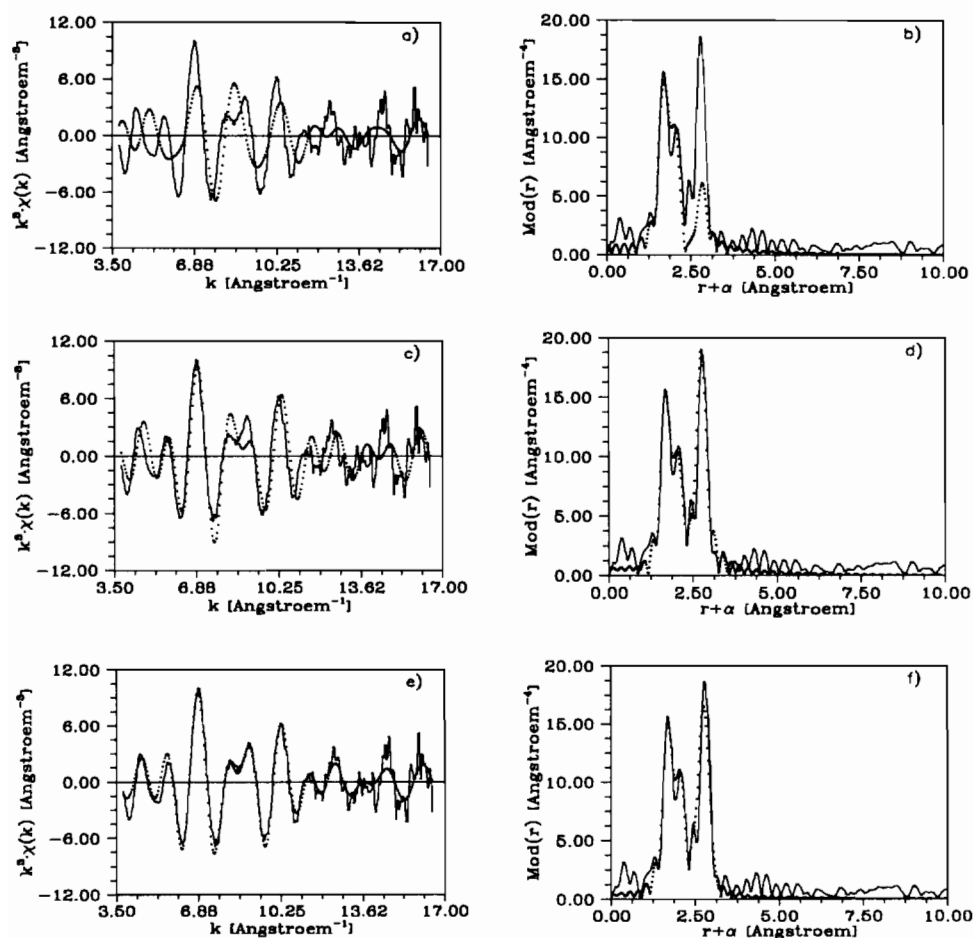 a)
k³·χ(k) [Angstroem⁻³]
12.00
6.00
0.00
−6.00
−12.00
3.50 6.88 10.25 13.62 17.00
k [Angstroem⁻¹]
b)
Mod(r) [Angstroem⁻⁴]
20.00
15.00
10.00
5.00
0.00
0.00 2.50 5.00 7.50 10.00
r+α [Angstroem]
c)
k³·χ(k) [Angstroem⁻³]
12.00
6.00
0.00
−6.00
−12.00
3.50 6.88 10.25 13.62 17.00
k [Angstroem⁻¹]
d)
Mod(r) [Angstroem⁻⁴]
20.00
15.00
10.00
5.00
0.00
0.00 2.50 5.00 7.50 10.00
r+α [Angstroem]
e)
k³·χ(k) [Angstroem⁻³]
12.00
6.00
0.00
−6.00
−12.00
3.50 6.88 10.25 13.62 17.00
k [Angstroem⁻¹]
f)
Mod(r) [Angstroem⁻⁴]
20.00
15.00
10.00
5.00
0.00
0.00 2.50 5.00 7.50 10.00
r+α [Angstroem]